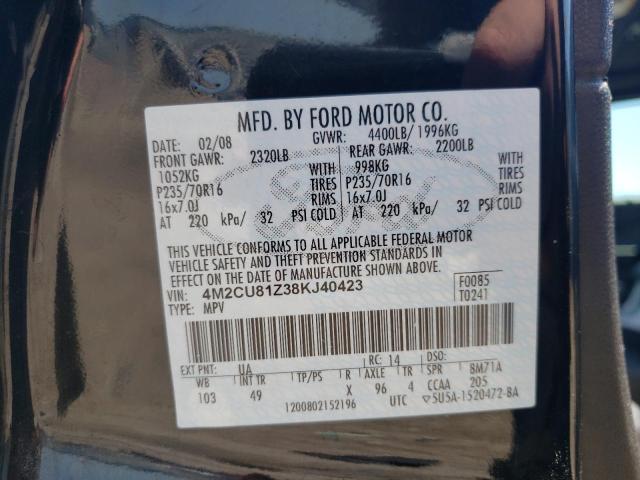 MFD. BY FORD MOTOR CO.
DATE: 02/08 GVWR: 4400LB/ 1996KG
FRONT GAWR: 2320LB REAR GAWR: 2200LB
1052KG 998KG
P235/70R16 TIRES P235/70R16 TIRES
16x7.0J RIMS 16x7.0J RIMS
AT 220 kPa/ 32 PSI COLD AT 220 kPa/ 32 PSI COLD
THIS VEHICLE CONFORMS TO ALL APPLICABLE FEDERAL MOTOR
VEHICLE SAFETY AND THEFT PREVENTION STANDARDS IN
EFFECT ON THE DATE OF MANUFACTURE SHOWN ABOVE.
VIN: 4M2CU81Z38KJ40423 F0085
TYPE: MPV T0241
EXT PNT: UA RC: 14 DSO:
WB INT TR TP/PS R AXLE TR SPR BM71A
103 49 X 96 4 CCAA 205
1200802152196 UTC 5U5A-1520472-BA
Ford